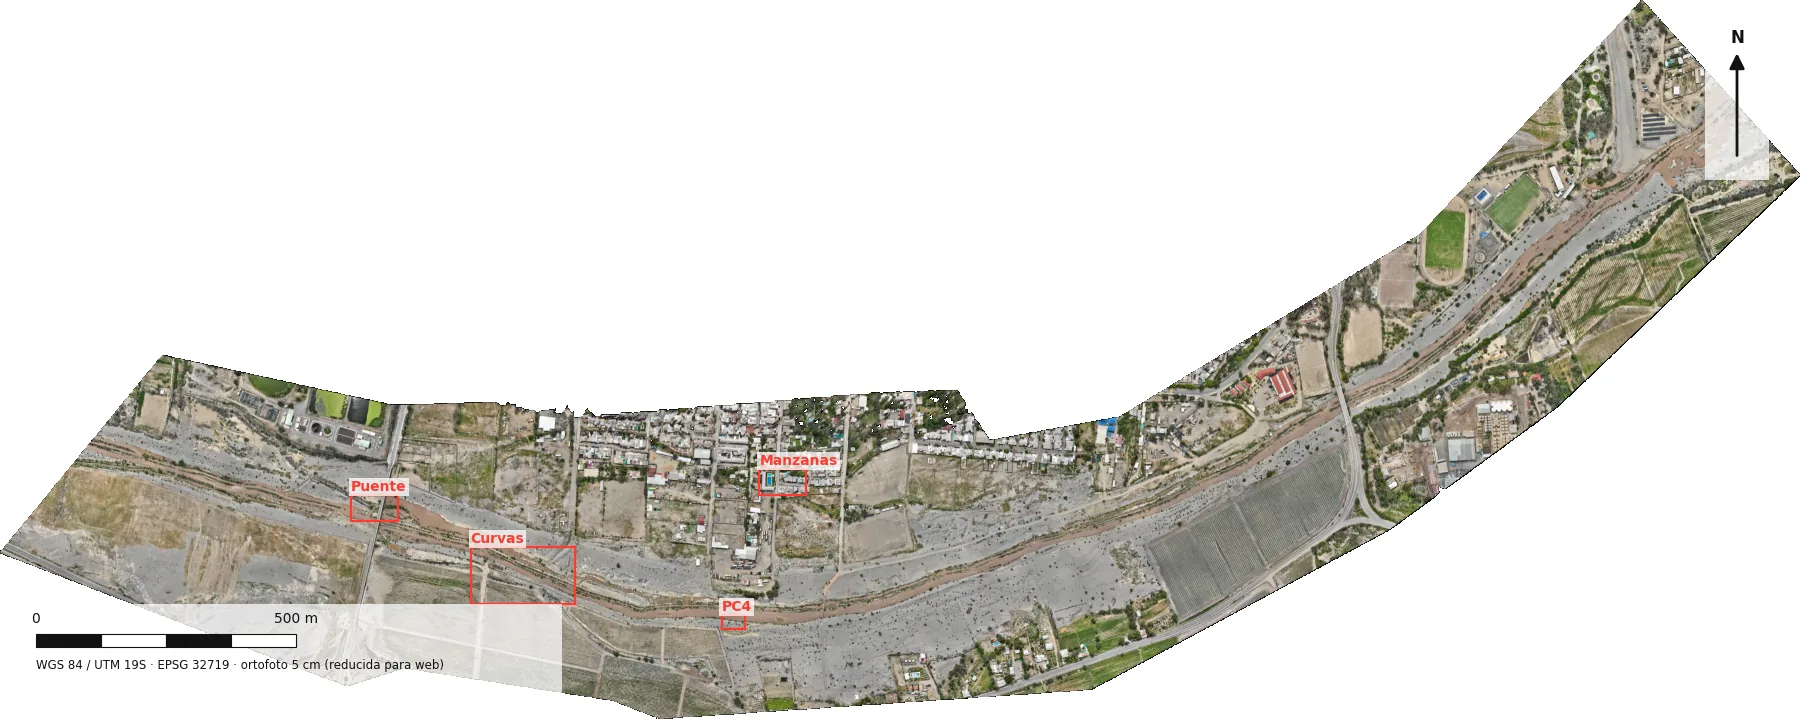 N
Manzanas
Puente
Curvas
PC4
0 500 m
WGS 84 / UTM 19S · EPSG 32719 · ortofoto 5 cm (reducida para web)